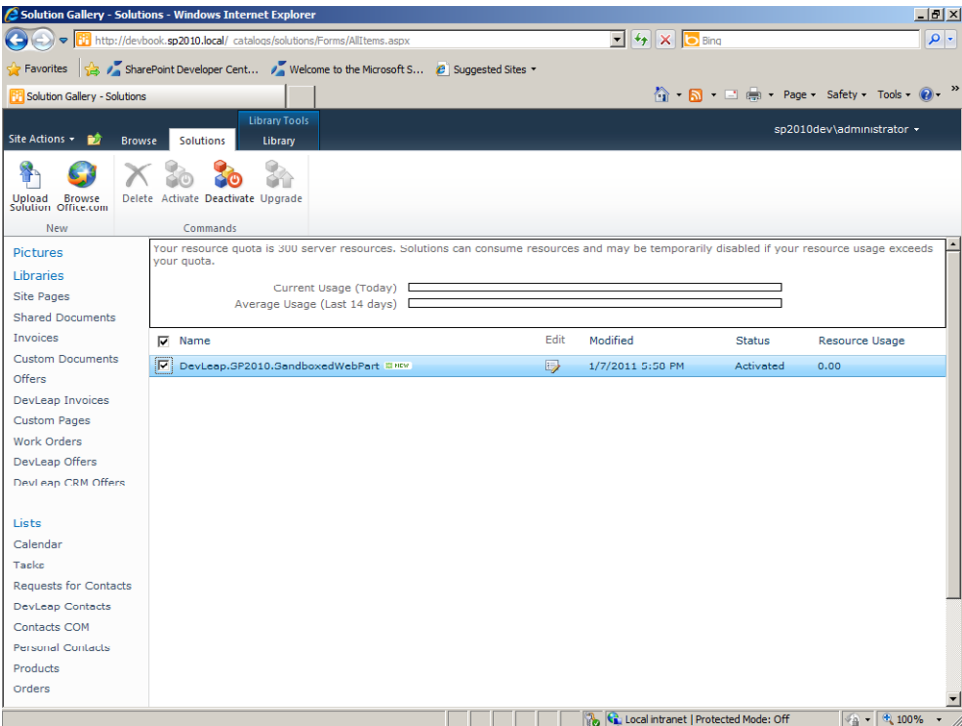 Solution Gallery - Solutions - Windows Internet Explorer
http://devbook.sp2010.local/_catalogs/solutions/Forms/AllItems.aspx
Bing
Favorites SharePoint Developer Cent... Welcome to the Microsoft S... Suggested Sites
Solution Gallery - Solutions
Page Safety Tools
Library Tools
sp2010dev\administrator
Site Actions Browse Solutions Library
Upload Solution
Browse Office.com
Delete Activate Deactivate Upgrade
New Commands
Your resource quota is 300 server resources. Solutions can consume resources and may be temporarily disabled if your resource usage exceeds
your quota.
Current Usage (Today)
Average Usage (Last 14 days)
Name Edit Modified Status Resource Usage
DevLeap.SP2010.SandboxedWebPart NEW 1/7/2011 5:50 PM Activated 0.00
Pictures
Libraries
Site Pages
Shared Documents
Invoices
Custom Documents
Offers
DevLeap Invoices
Custom Pages
Work Orders
DevLeap Offers
DevLeap CRM Offers
Lists
Calendar
Tasks
Requests for Contacts
DevLeap Contacts
Contacts COM
Personal Contacts
Products
Orders
Local intranet | Protected Mode: Off 100%